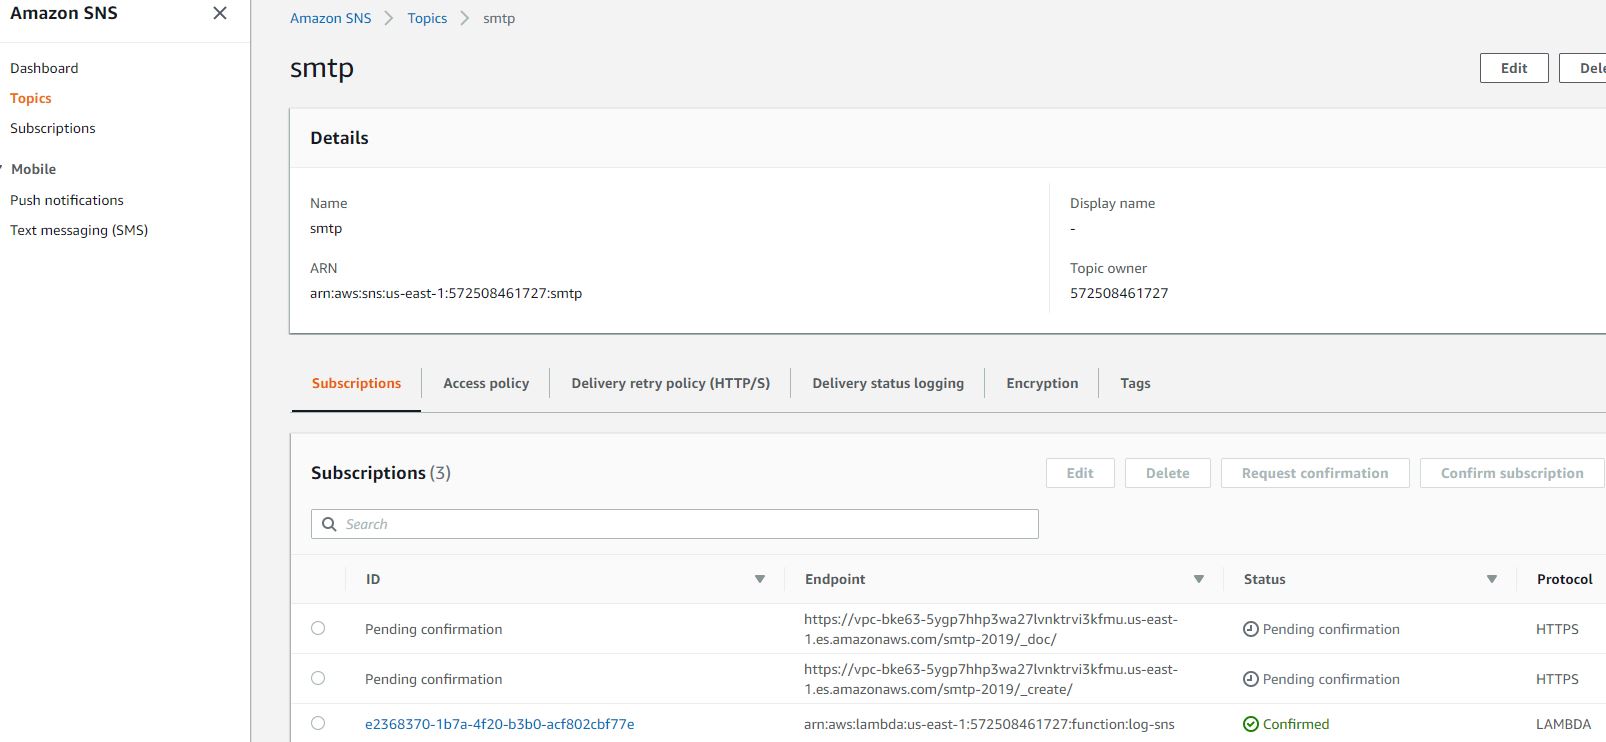 Amazon SNS
Dashboard
Topics
Subscriptions
Mobile
Push notifications
Text messaging (SMS)
Amazon SNS Topics smtp
smtp
Edit
Details
Name
smtp
ARN
arn:aws:sns:us-east-1:572508461727:smtp
Display name
-
Topic owner
572508461727
Subscriptions Access policy Delivery retry policy (HTTP/S) Delivery status logging Encryption Tags
Subscriptions (3)
Edit Delete Request confirmation Confirm subscription
Search
ID Endpoint Status Protocol
Pending confirmation https://vpc-bke63-5ygp7hhp3wa27lvnktrvi3kfmu.us-east-
1.es.amazonaws.com/smtp-2019/_doc/ Pending confirmation HTTPS
Pending confirmation https://vpc-bke63-5ygp7hhp3wa27lvnktrvi3kfmu.us-east-
1.es.amazonaws.com/smtp-2019/_create/ Pending confirmation HTTPS
e2368370-1b7a-4f20-b3b0-acf802cbf77e arn:aws:lambda:us-east-1:572508461727:function:log-sns Confirmed LAMBDA